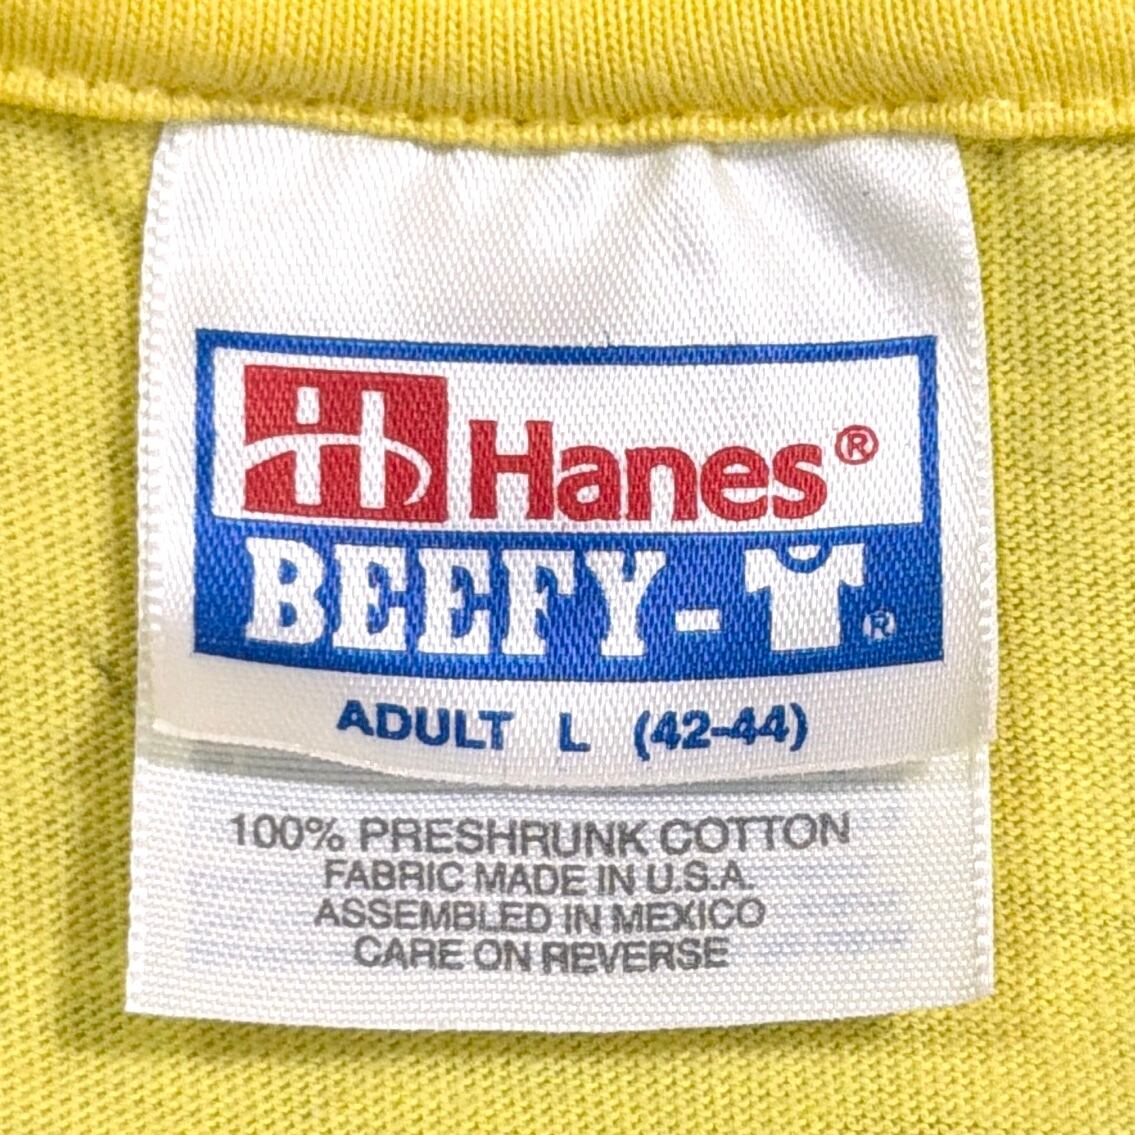 Hanes®
BEEFY-T®
ADULT L (42-44)
100% PRESHRUNK COTTON
FABRIC MADE IN U.S.A.
ASSEMBLED IN MEXICO
CARE ON REVERSE